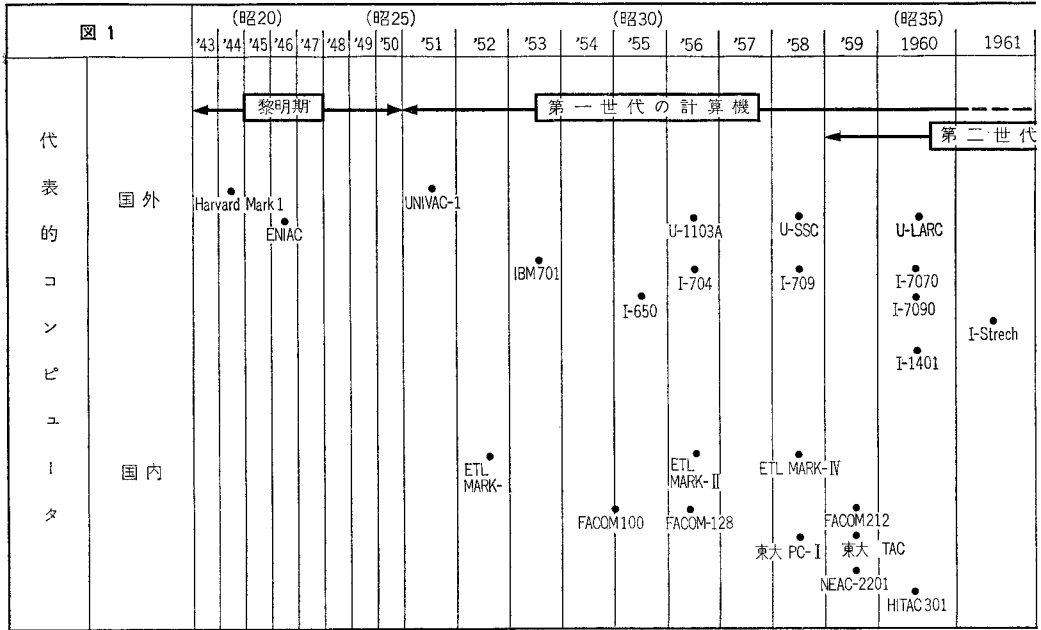 図1
(昭20) (昭25) (昭30) (昭35)
'43 '44 '45 '46 '47 '48 '49 '50 '51 '52 '53 '54 '55 '56 '57 '58 '59 1960 1961
黎明期
第一世代の計算機
第二世代
代表的コンピュータ
国外
Harvard Mark 1
UNIVAC-1
ENIAC
U-1103A
U-SSC
U-LARC
IBM701
I-704
I-709
I-7070
I-650
I-7090
I-Strech
I-1401
国内
ETL
MARK-
ETL
MARK-Ⅱ
ETL MARK-Ⅳ
FACOM100
FACOM-128
FACOM212
東大 PC-Ⅰ
東大 TAC
NEAC-2201
HITAC301